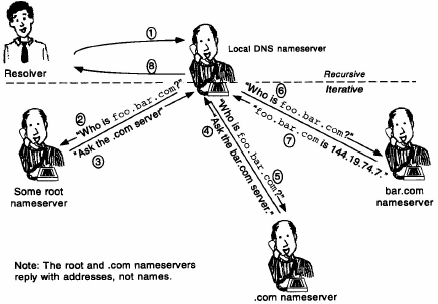 ①
Local DNS nameserver
Resolver
⑧
Recursive
Iterative
②
"Who is foo.bar.com?"
"Ask the .com server"
③
⑥
"Who is foo.bar.com?"
"foo.bar.com is 144.19.74.7."
⑦
④
"Who is foo.bar.com?"
"Ask the bar.com server."
⑤
Some root
nameserver
bar.com
nameserver
.com nameserver
Note: The root and .com nameservers
reply with addresses, not names.